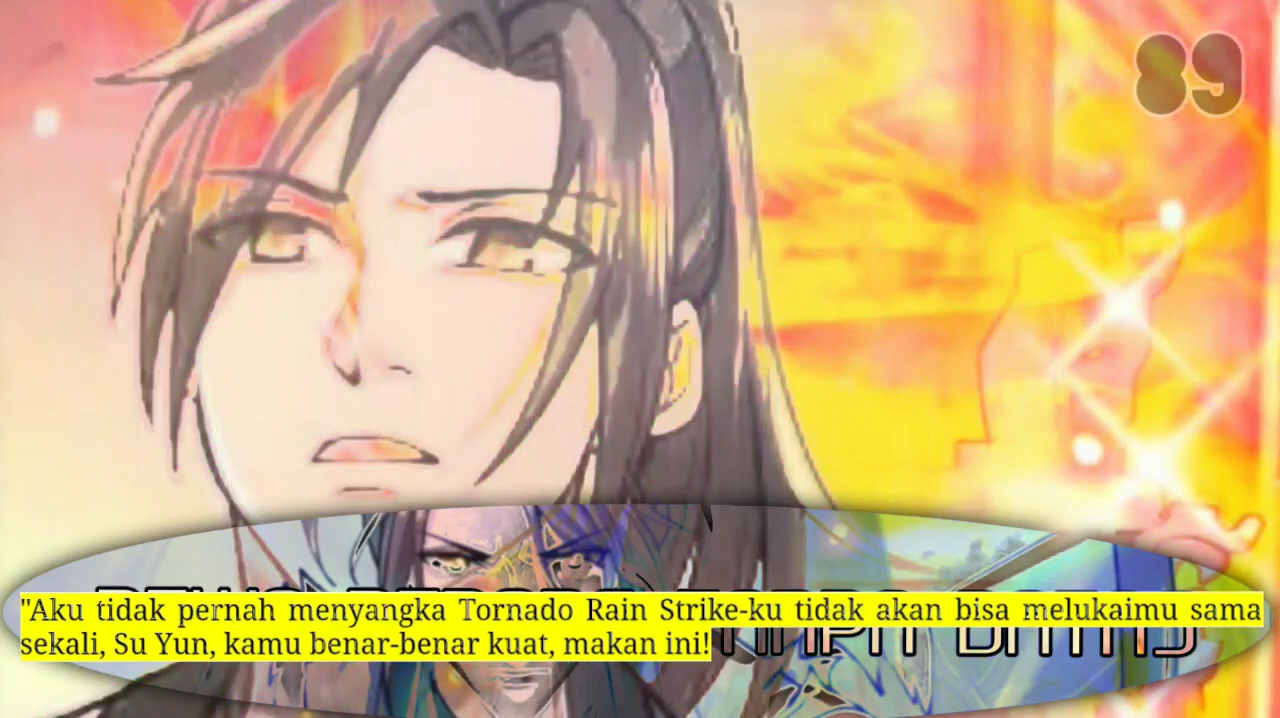 89
"Aku tidak pernah menyangka Tornado Rain Strike-ku tidak akan bisa melukaimu sama
sekali, Su Yun, kamu benar-benar kuat, makan ini!